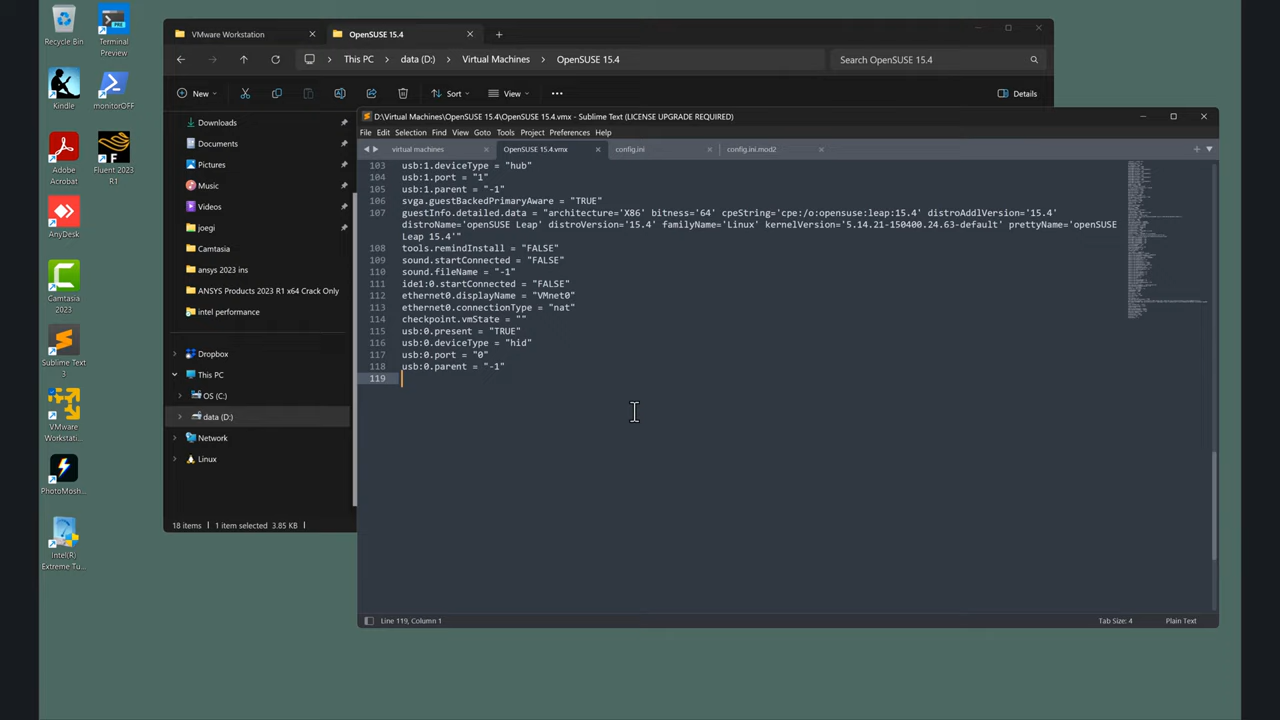 Recycle Bin
Terminal
Preview
Kindle
monitorOFF
Adobe
Acrobat
Fluent 2023
R1
AnyDesk
Camtasia
2023
Sublime Text
3
VMware
Workstatio...
PhotoMosh...
Intel(R)
Extreme Tu...
VMware Workstation
OpenSUSE 15.4
This PC
data (D:)
Virtual Machines
OpenSUSE 15.4
Search OpenSUSE 15.4
New
Sort
View
Details
Downloads
Documents
Pictures
Music
Videos
joegi
Camtasia
ansys 2023 ins
ANSYS Products 2023 R1 x64 Crack Only
intel performance
Dropbox
This PC
OS (C:)
data (D:)
Network
Linux
18 items
1 item selected 3.85 KB
D:\Virtual Machines\OpenSUSE 15.4\OpenSUSE 15.4.vmx - Sublime Text (LICENSE UPGRADE REQUIRED)
File Edit Selection Find View Goto Tools Project Preferences Help
virtual machines
OpenSUSE 15.4.vmx
config.ini
config.ini.mod2
103 usb:1.deviceType = "hub"
104 usb:1.port = "1"
105 usb:1.parent = "-1"
106 svga.guestBackedPrimaryAware = "TRUE"
107 guestInfo.detailed.data = "architecture='X86' bitness='64' cpeString='cpe:/o:opensuse:leap:15.4' distroAddlVersion='15.4'
distroName='openSUSE Leap' distroVersion='15.4' familyName='Linux' kernelVersion='5.14.21-150400.24.63-default' prettyName='openSUSE
Leap 15.4'"
108 tools.remindInstall = "FALSE"
109 sound.startConnected = "FALSE"
110 sound.fileName = "-1"
111 ide1:0.startConnected = "FALSE"
112 ethernet0.displayName = "VMnet0"
113 ethernet0.connectionType = "nat"
114 checkpoint.vmState = ""
115 usb:0.present = "TRUE"
116 usb:0.deviceType = "hid"
117 usb:0.port = "0"
118 usb:0.parent = "-1"
119
Line 119, Column 1
Tab Size: 4
Plain Text